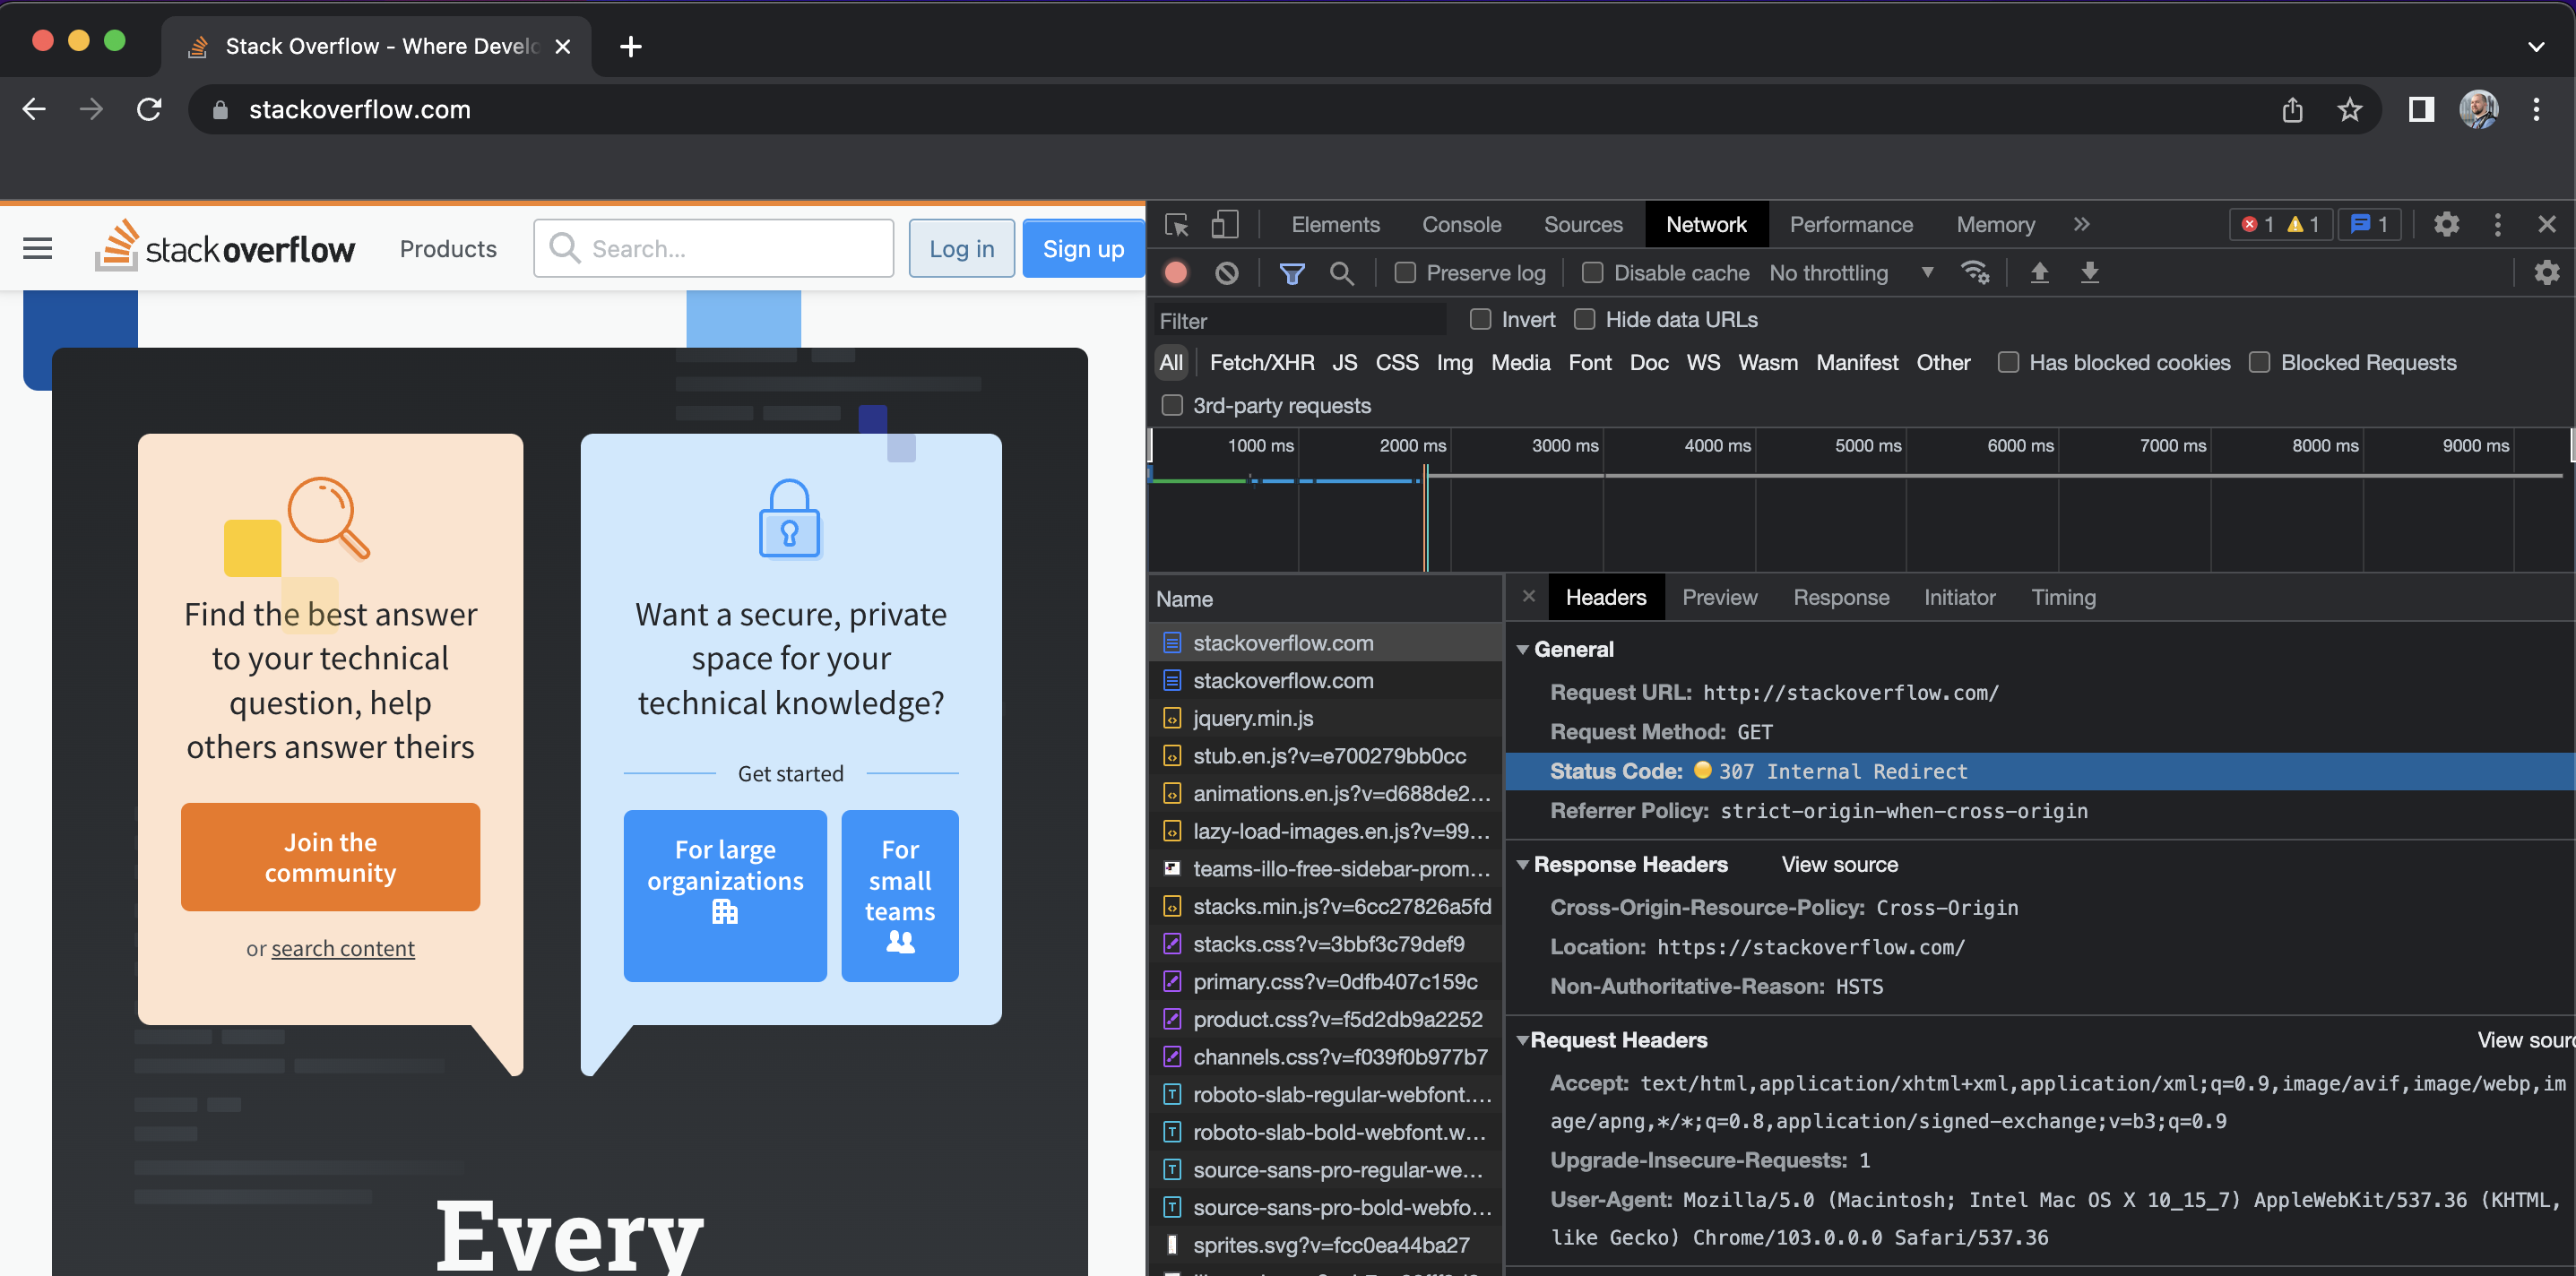 Stack Overflow - Where Develo
stackoverflow.com
stackoverflow
Products
Search...
Log in
Sign up
Find the best answer
to your technical
question, help
others answer theirs
Join the
community
or search content
Want a secure, private
space for your
technical knowledge?
Get started
For large
organizations
For
small
teams
Every
Elements Console Sources Network Performance Memory » 1 1 1
Preserve log Disable cache No throttling
Filter Invert Hide data URLs
All Fetch/XHR JS CSS Img Media Font Doc WS Wasm Manifest Other Has blocked cookies Blocked Requests
3rd-party requests
1000 ms 2000 ms 3000 ms 4000 ms 5000 ms 6000 ms 7000 ms 8000 ms 9000 ms
Name
stackoverflow.com
stackoverflow.com
jquery.min.js
stub.en.js?v=e700279bb0cc
animations.en.js?v=d688de2...
lazy-load-images.en.js?v=99...
teams-illo-free-sidebar-prom...
stacks.min.js?v=6cc27826a5fd
stacks.css?v=3bbf3c79def9
primary.css?v=0dfb407c159c
product.css?v=f5d2db9a2252
channels.css?v=f039f0b977b7
roboto-slab-regular-webfont....
roboto-slab-bold-webfont.w...
source-sans-pro-regular-we...
source-sans-pro-bold-webfo...
sprites.svg?v=fcc0ea44ba27
Headers Preview Response Initiator Timing
General
Request URL: http://stackoverflow.com/
Request Method: GET
Status Code: 307 Internal Redirect
Referrer Policy: strict-origin-when-cross-origin
Response Headers View source
Cross-Origin-Resource-Policy: Cross-Origin
Location: https://stackoverflow.com/
Non-Authoritative-Reason: HSTS
Request Headers View sour
Accept: text/html,application/xhtml+xml,application/xml;q=0.9,image/avif,image/webp,im
age/apng,*/*;q=0.8,application/signed-exchange;v=b3;q=0.9
Upgrade-Insecure-Requests: 1
User-Agent: Mozilla/5.0 (Macintosh; Intel Mac OS X 10_15_7) AppleWebKit/537.36 (KHTML,
like Gecko) Chrome/103.0.0.0 Safari/537.36